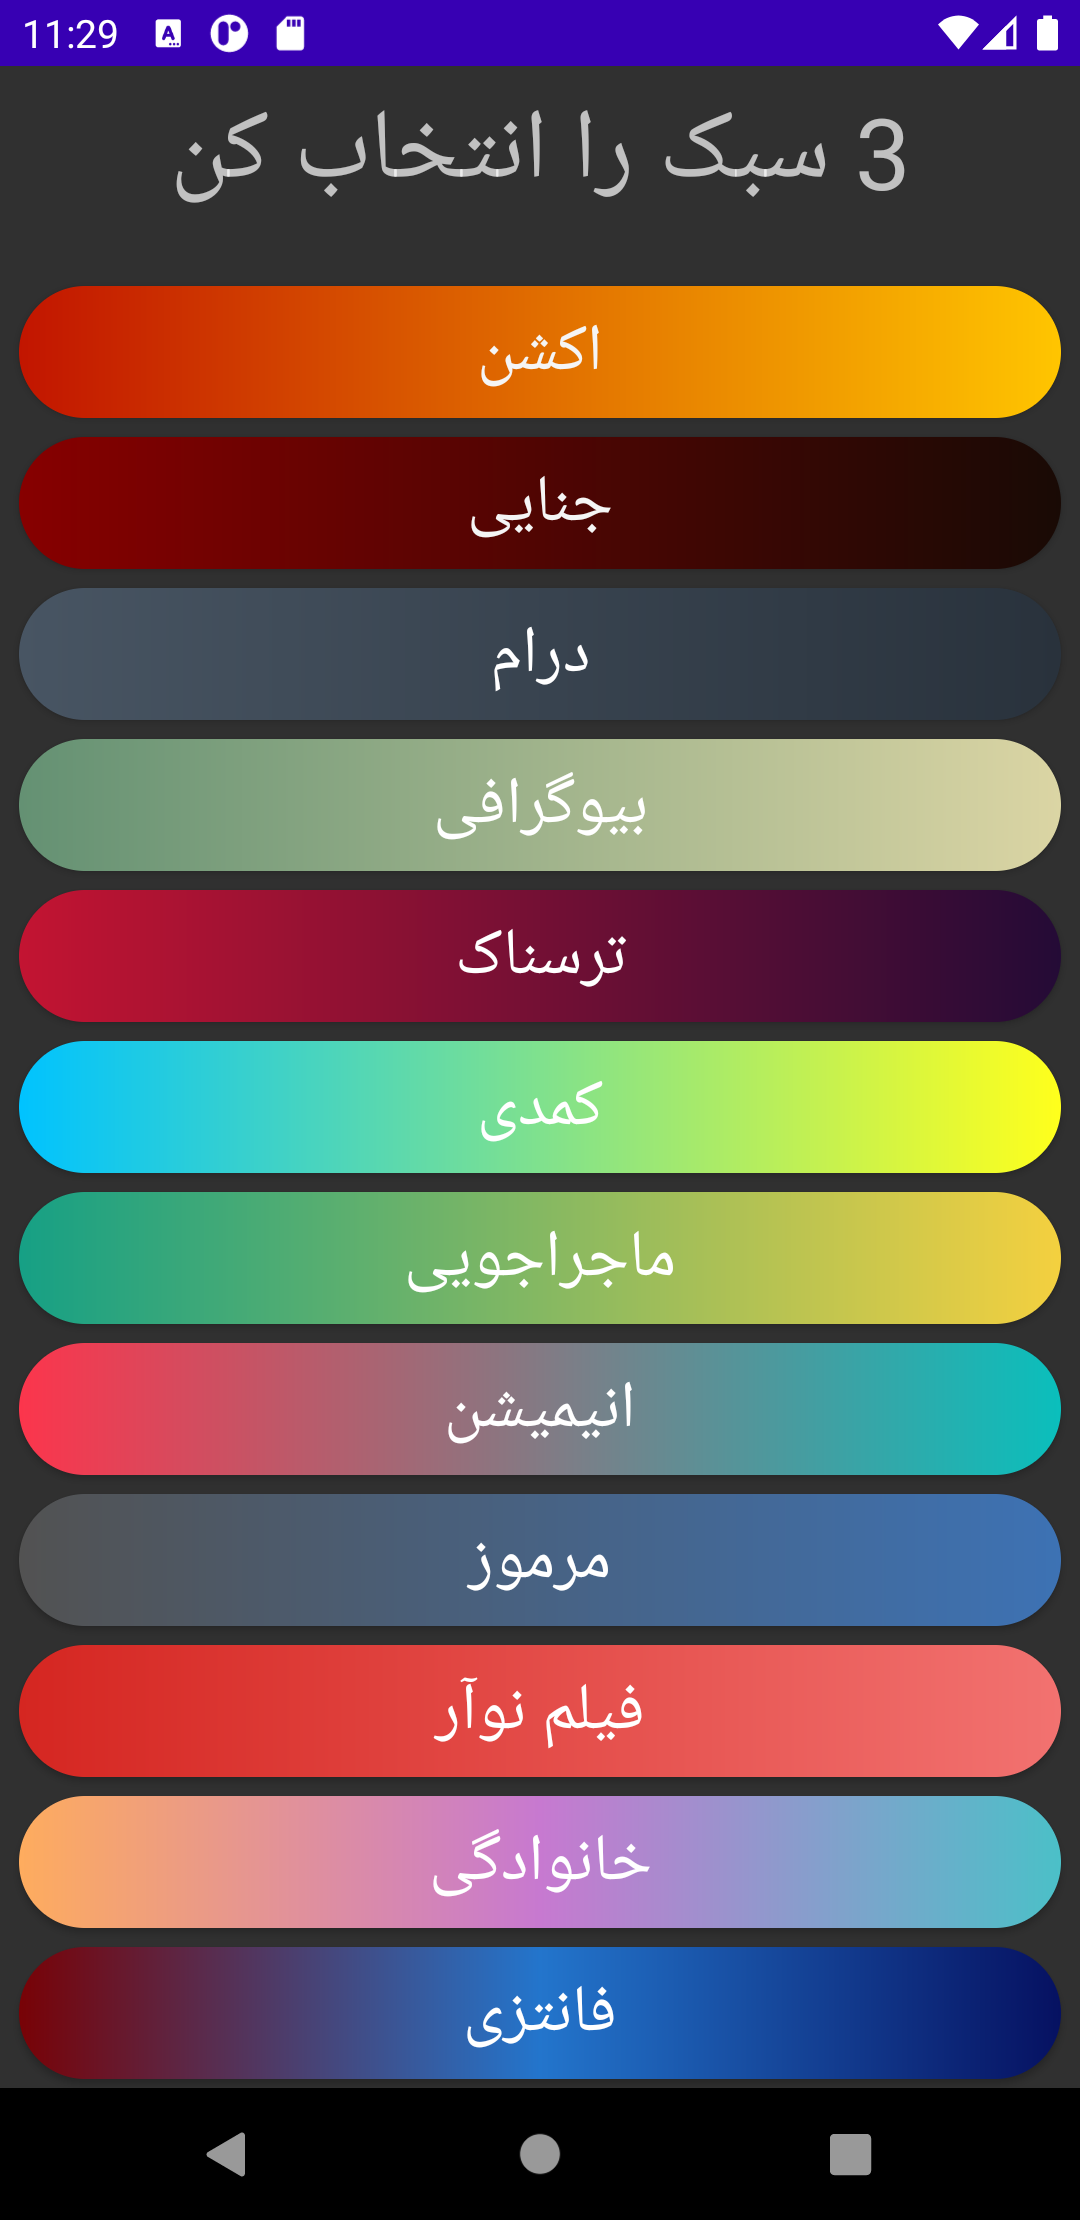 11:29
3 سبک را انتخاب کن
اکشن
جنایی
درام
بیوگرافی
ترسناک
کمدی
ماجراجویی
انیمیشن
مرموز
فیلم نوآر
خانوادگی
فانتزی